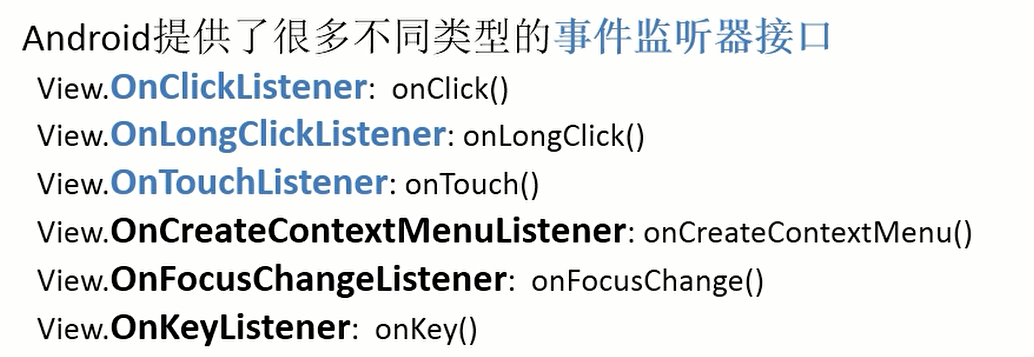 Android提供了很多不同类型的事件监听器接口
View.OnClickListener: onClick()
View.OnLongClickListener: onLongClick()
View.OnTouchListener: onTouch()
View.OnCreateContextMenuListener: onCreateContextMenu()
View.OnFocusChangeListener: onFocusChange()
View.OnKeyListener: onKey()